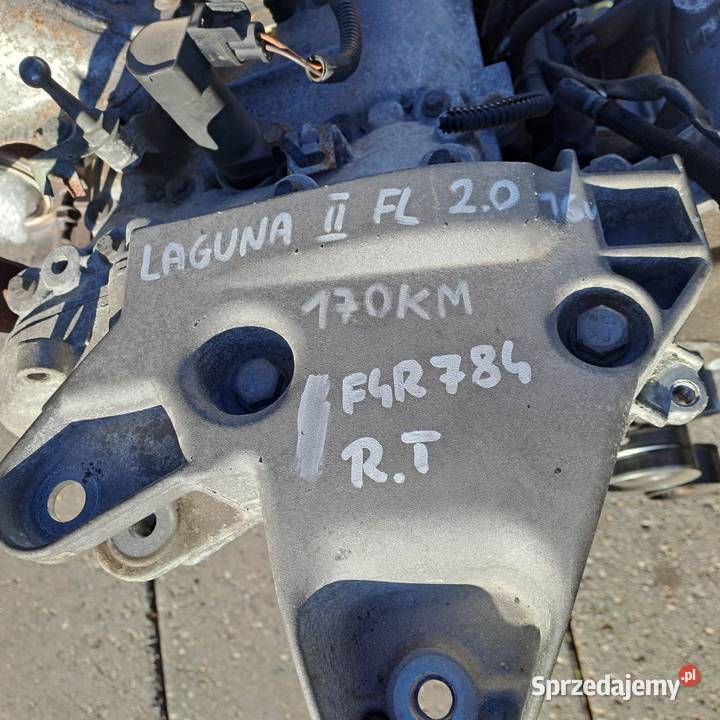 LAGUNA II FL 2.0 16V
170KM
F4R784
R.T
Sprzedajemy.pl